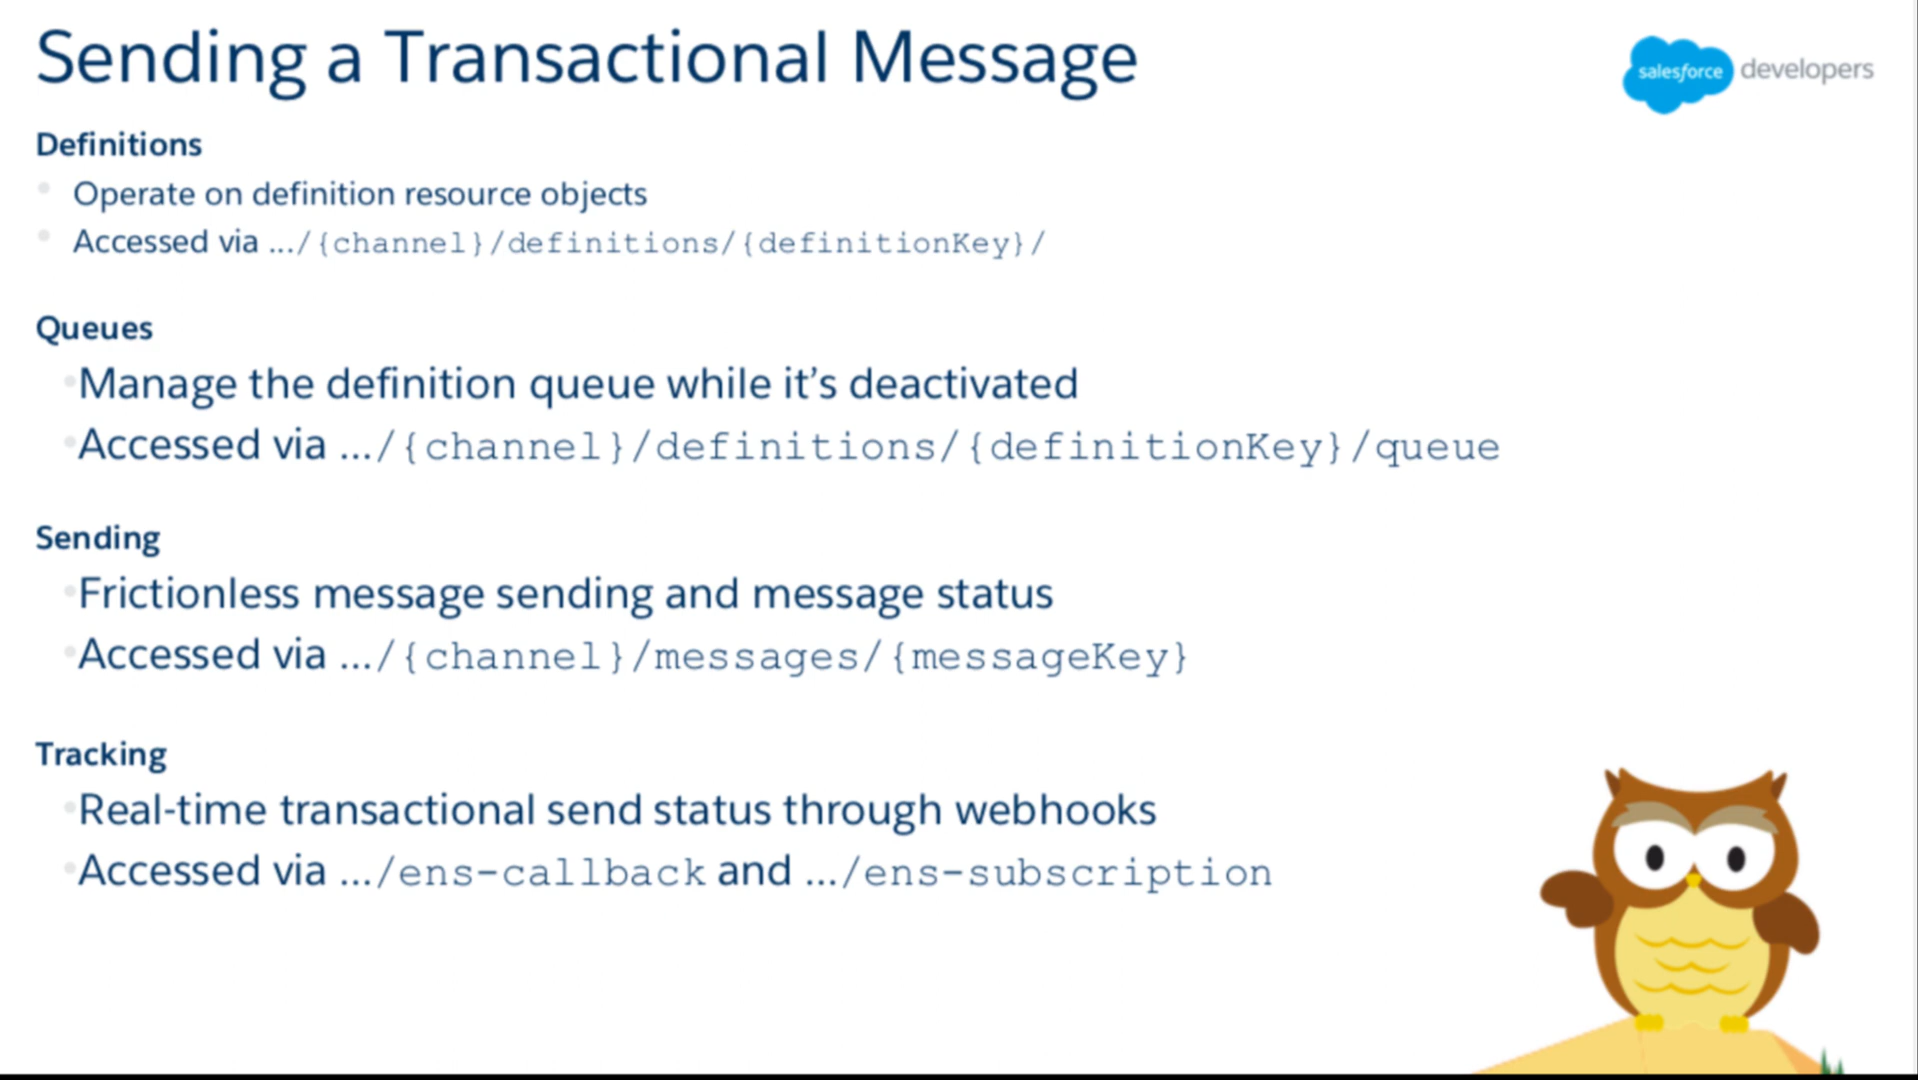 Sending a Transactional Message
salesforce developers
Definitions
Operate on definition resource objects
Accessed via .../{channel}/definitions/{definitionKey}/
Queues
Manage the definition queue while it’s deactivated
Accessed via .../{channel}/definitions/{definitionKey}/queue
Sending
Frictionless message sending and message status
Accessed via .../{channel}/messages/{messageKey}
Tracking
Real-time transactional send status through webhooks
Accessed via .../ens-callback and .../ens-subscription